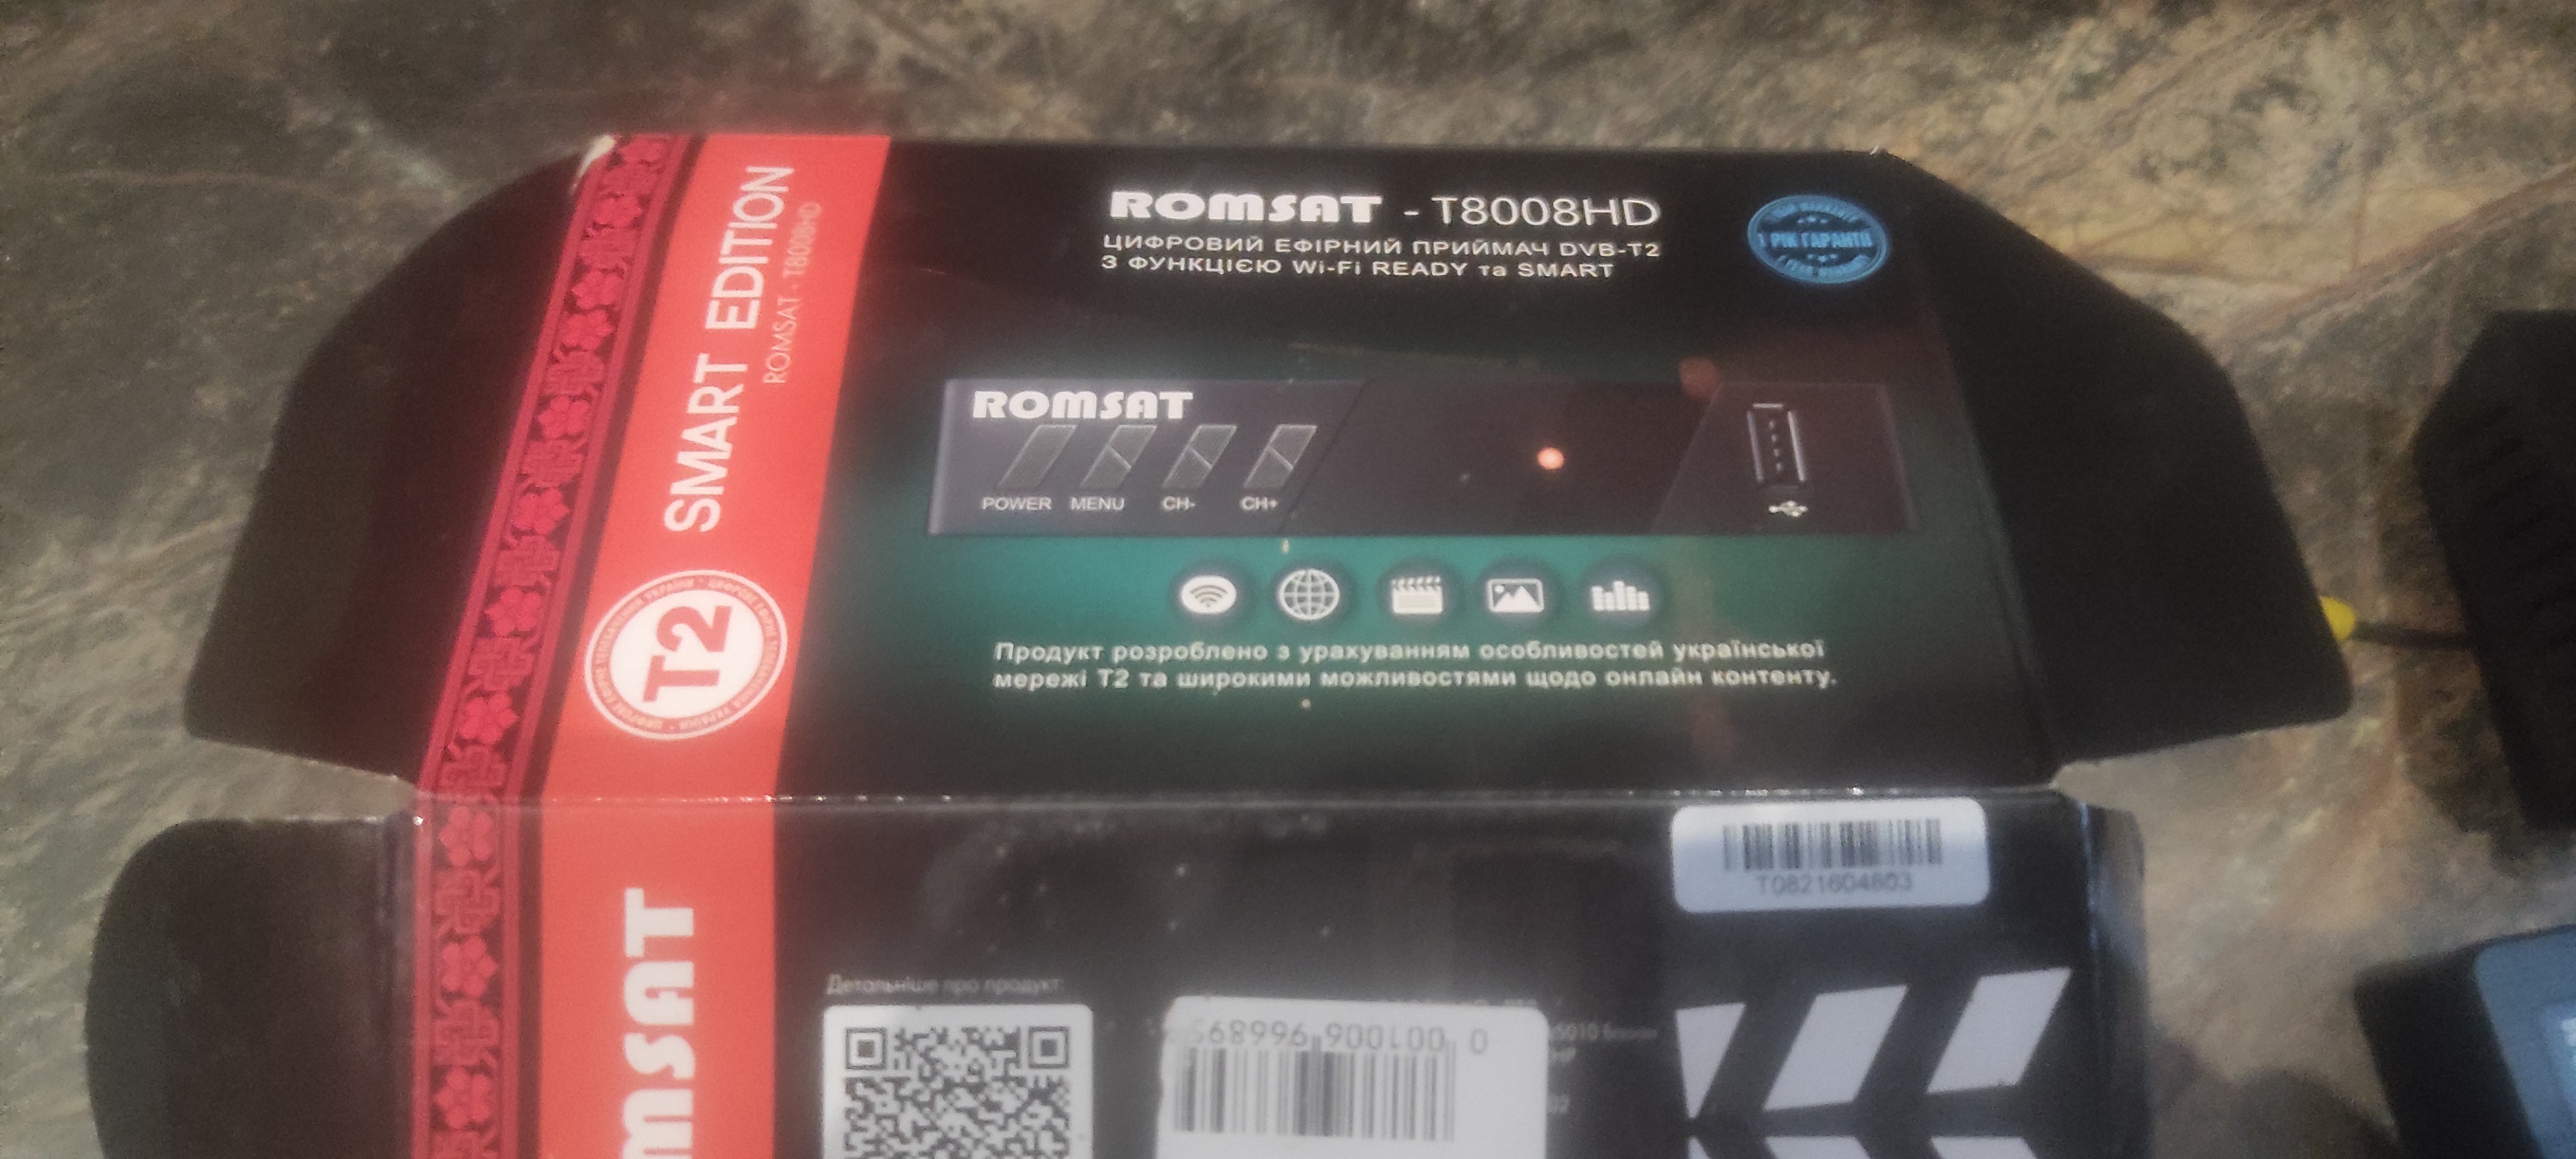 ROMSAT - T8008HD
ЦИФРОВИЙ ЕФІРНИЙ ПРИЙМАЧ DVB-T2
З ФУНКЦІЄЮ Wi-Fi READY та SMART
1 РІК ГАРАНТІЇ
SMART EDITION
ROMSAT - T8008HD
T2
ROMSAT
POWER MENU CH- CH+
Продукт розроблено з урахуванням особливостей української
мережі Т2 та широкими можливостями щодо онлайн контенту.
T0821604803
Детальніше про продукт: